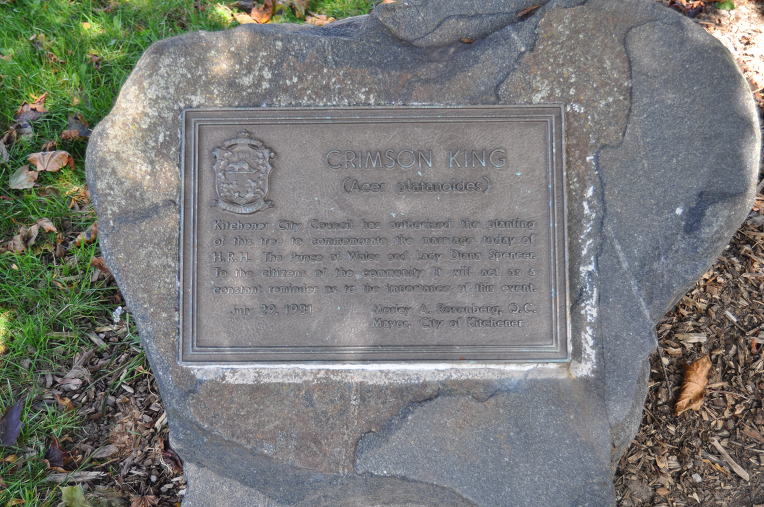 CRIMSON KING
(Acer platanoides)
Kitchener City Council has authorized the planting
of this tree to commemorate the marriage today of
H.R.H. The Prince of Wales and Lady Diana Spencer.
To the citizens of the community it will act as a
constant reminder as to the importance of this event.
July 29, 1981
Morley A. Rosenberg, Q.C.
Mayor, City of Kitchener